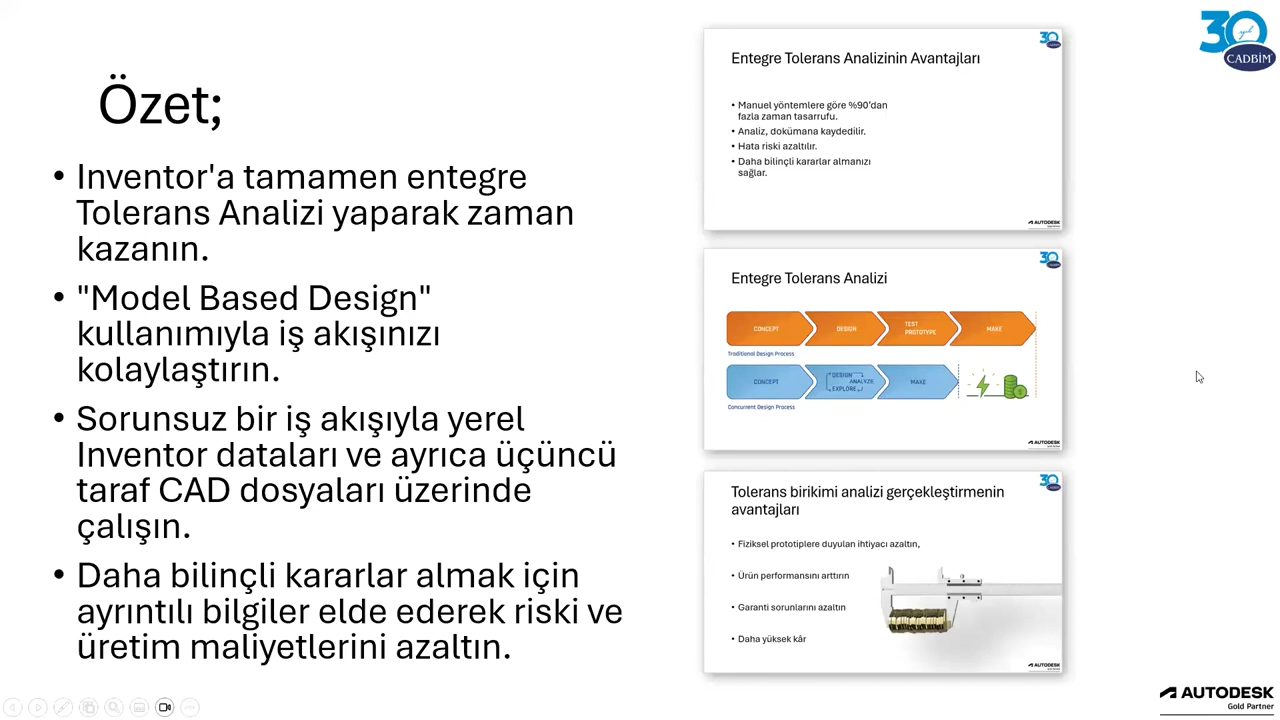 Özet;
• Inventor'a tamamen entegre
Tolerans Analizi yaparak zaman
kazanın.
• "Model Based Design"
kullanımıyla iş akışınızı
kolaylaştırın.
• Sorunsuz bir iş akışıyla yerel
Inventor dataları ve ayrıca üçüncü
taraf CAD dosyaları üzerinde
çalışın.
• Daha bilinçli kararlar almak için
ayrıntılı bilgiler elde ederek riski ve
üretim maliyetlerini azaltın.
Entegre Tolerans Analizinin Avantajları
• Manuel yöntemlere göre %90'dan
fazla zaman tasarrufu.
• Analiz, dokümana kaydedilir.
• Hata riski azaltılır.
• Daha bilinçli kararlar almanızı
sağlar.
AUTODESK
Entegre Tolerans Analizi
CONCEPT
DESIGN
TEST
PROTOTYPE
MAKE
Traditional Design Process
CONCEPT
DESIGN
ANALYZE
EXPLORE
MAKE
Concurrent Design Process
AUTODESK
Tolerans birikimi analizi gerçekleştirmenin
avantajları
• Fiziksel prototiplere duyulan ihtiyacı azaltın,
• Ürün performansını arttırın
• Garanti sorunlarını azaltın
• Daha yüksek kâr
AUTODESK
30
yıl
CADBİM
AUTODESK
Gold Partner